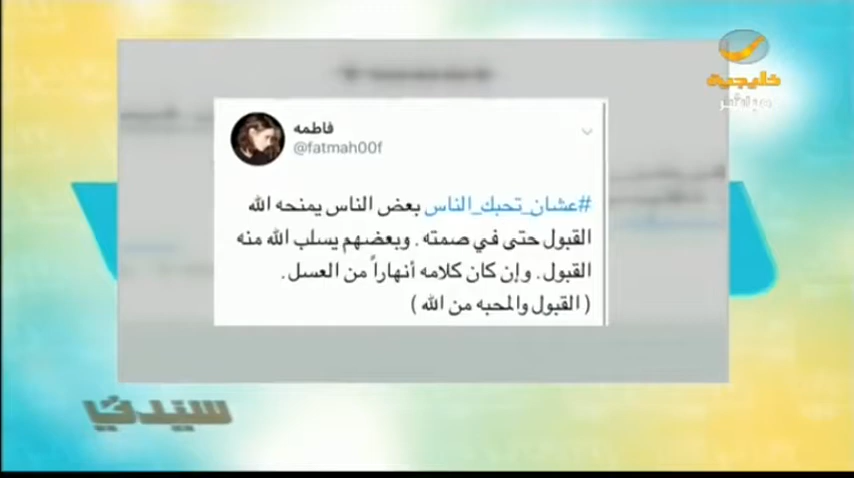 خليجية
مباشر
فاطمه
@fatmah00f
#عشان_تحبك_الناس بعض الناس يمنحه الله
القبول حتى في صمته . وبعضهم يسلب الله منه
القبول . وإن كان كلامه أنهاراً من العسل .
( القبول والمحبه من الله )
سيدتي